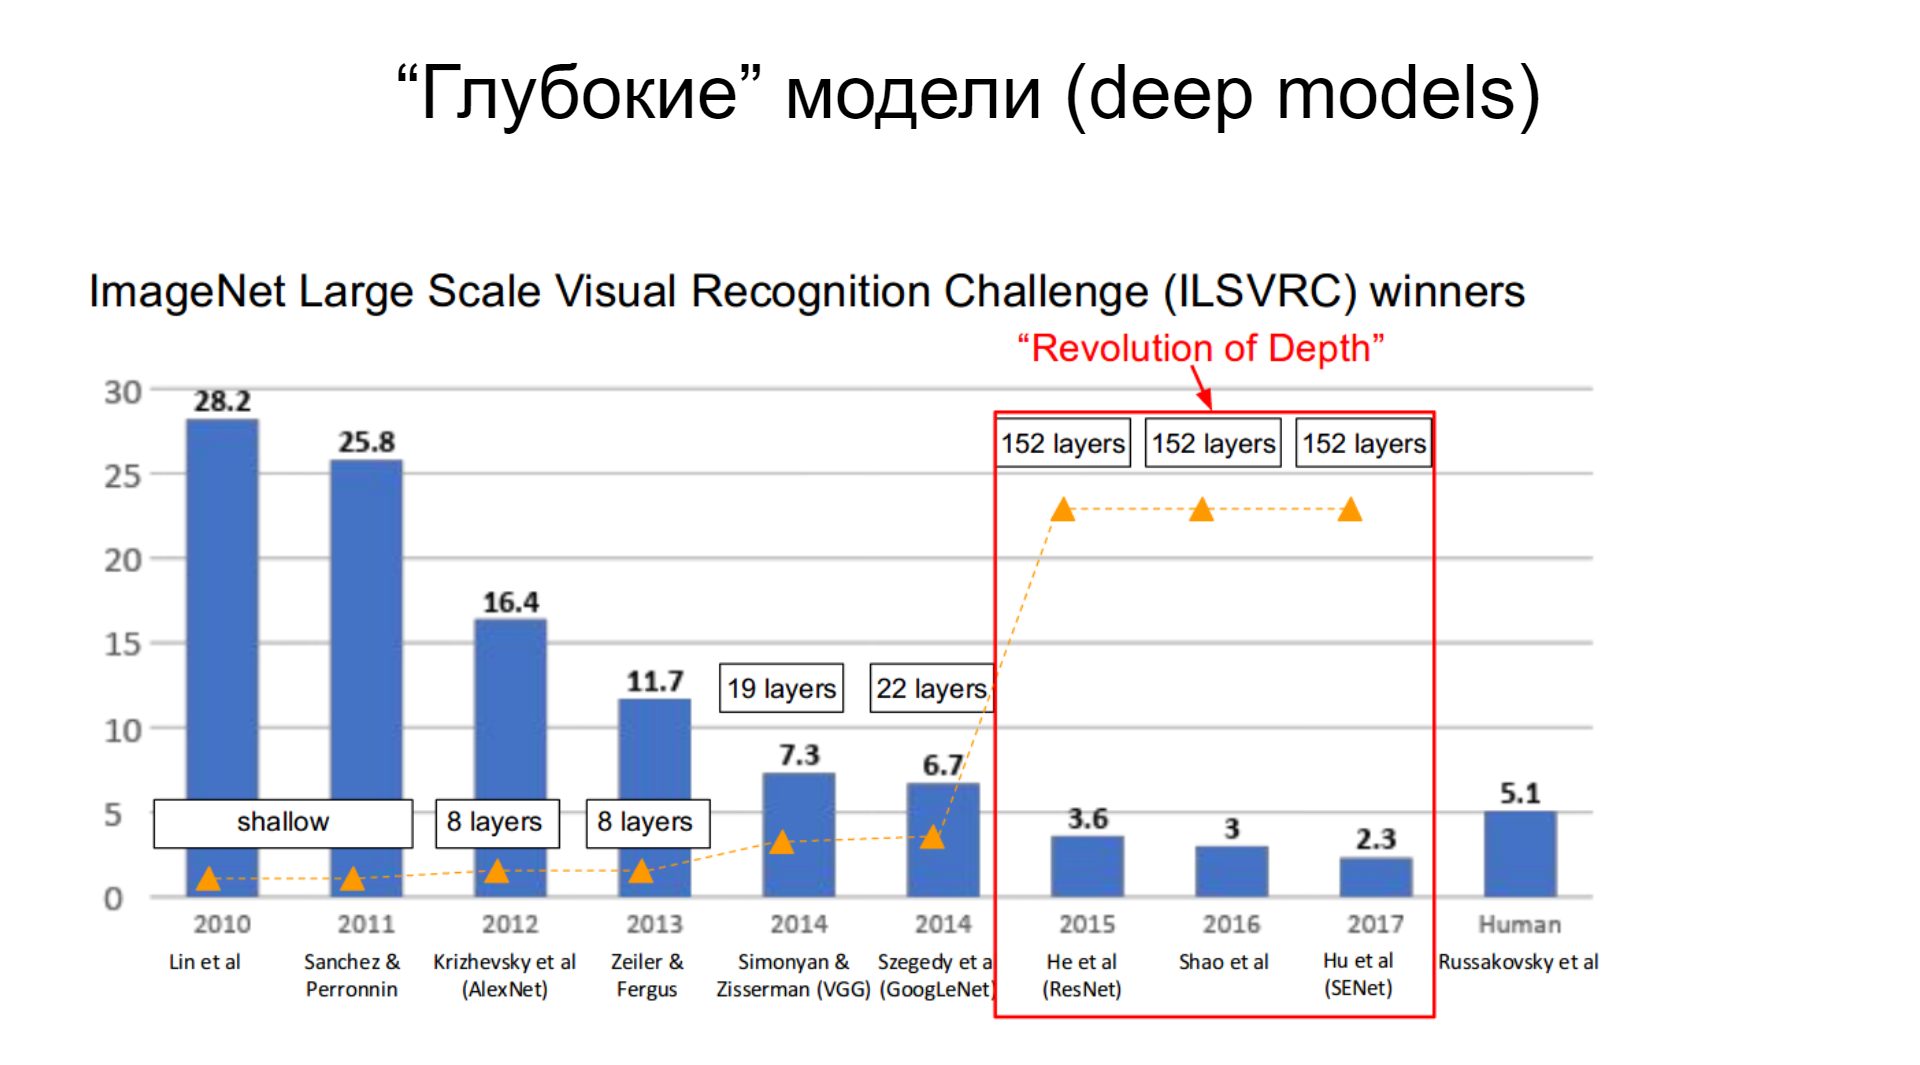 “Глубокие” модели (deep models)
ImageNet Large Scale Visual Recognition Challenge (ILSVRC) winners
“Revolution of Depth”
30
28.2
152 layers 152 layers 152 layers
25.8
25
20
16.4
15
11.7
19 layers 22 layers
10
7.3
6.7
5.1
5
shallow 8 layers 8 layers
3.6
3
2.3
0
2010 2011 2012 2013 2014 2014 2015 2016 2017 Human
Lin et al Sanchez & Krizhevsky et al Zeiler & Simonyan & Szegedy et a He et al Shao et al Hu et al Russakovsky et al
Perronnin (AlexNet) Fergus Zisserman (VGG) (GoogLeNet) (ResNet) (SENet)